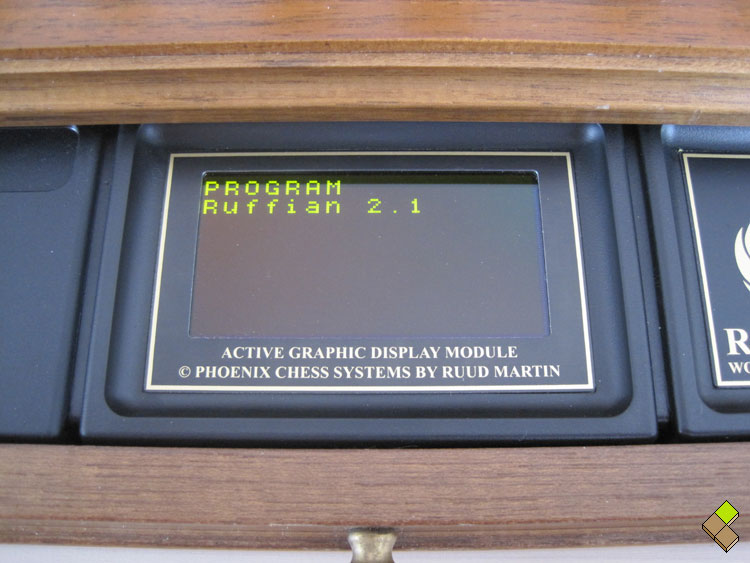 PROGRAM
Ruffian 2.1
ACTIVE GRAPHIC DISPLAY MODULE
© PHOENIX CHESS SYSTEMS BY RUUD MARTIN